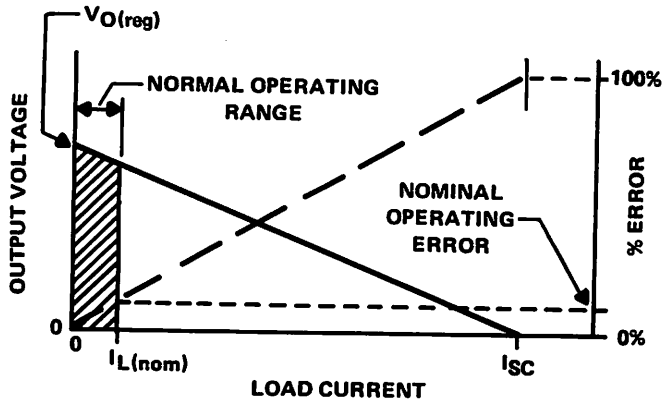 VO(reg)
NORMAL OPERATING
RANGE
100%
OUTPUT VOLTAGE
NOMINAL
OPERATING
ERROR
% ERROR
0
0%
0
IL(nom)
ISC
LOAD CURRENT